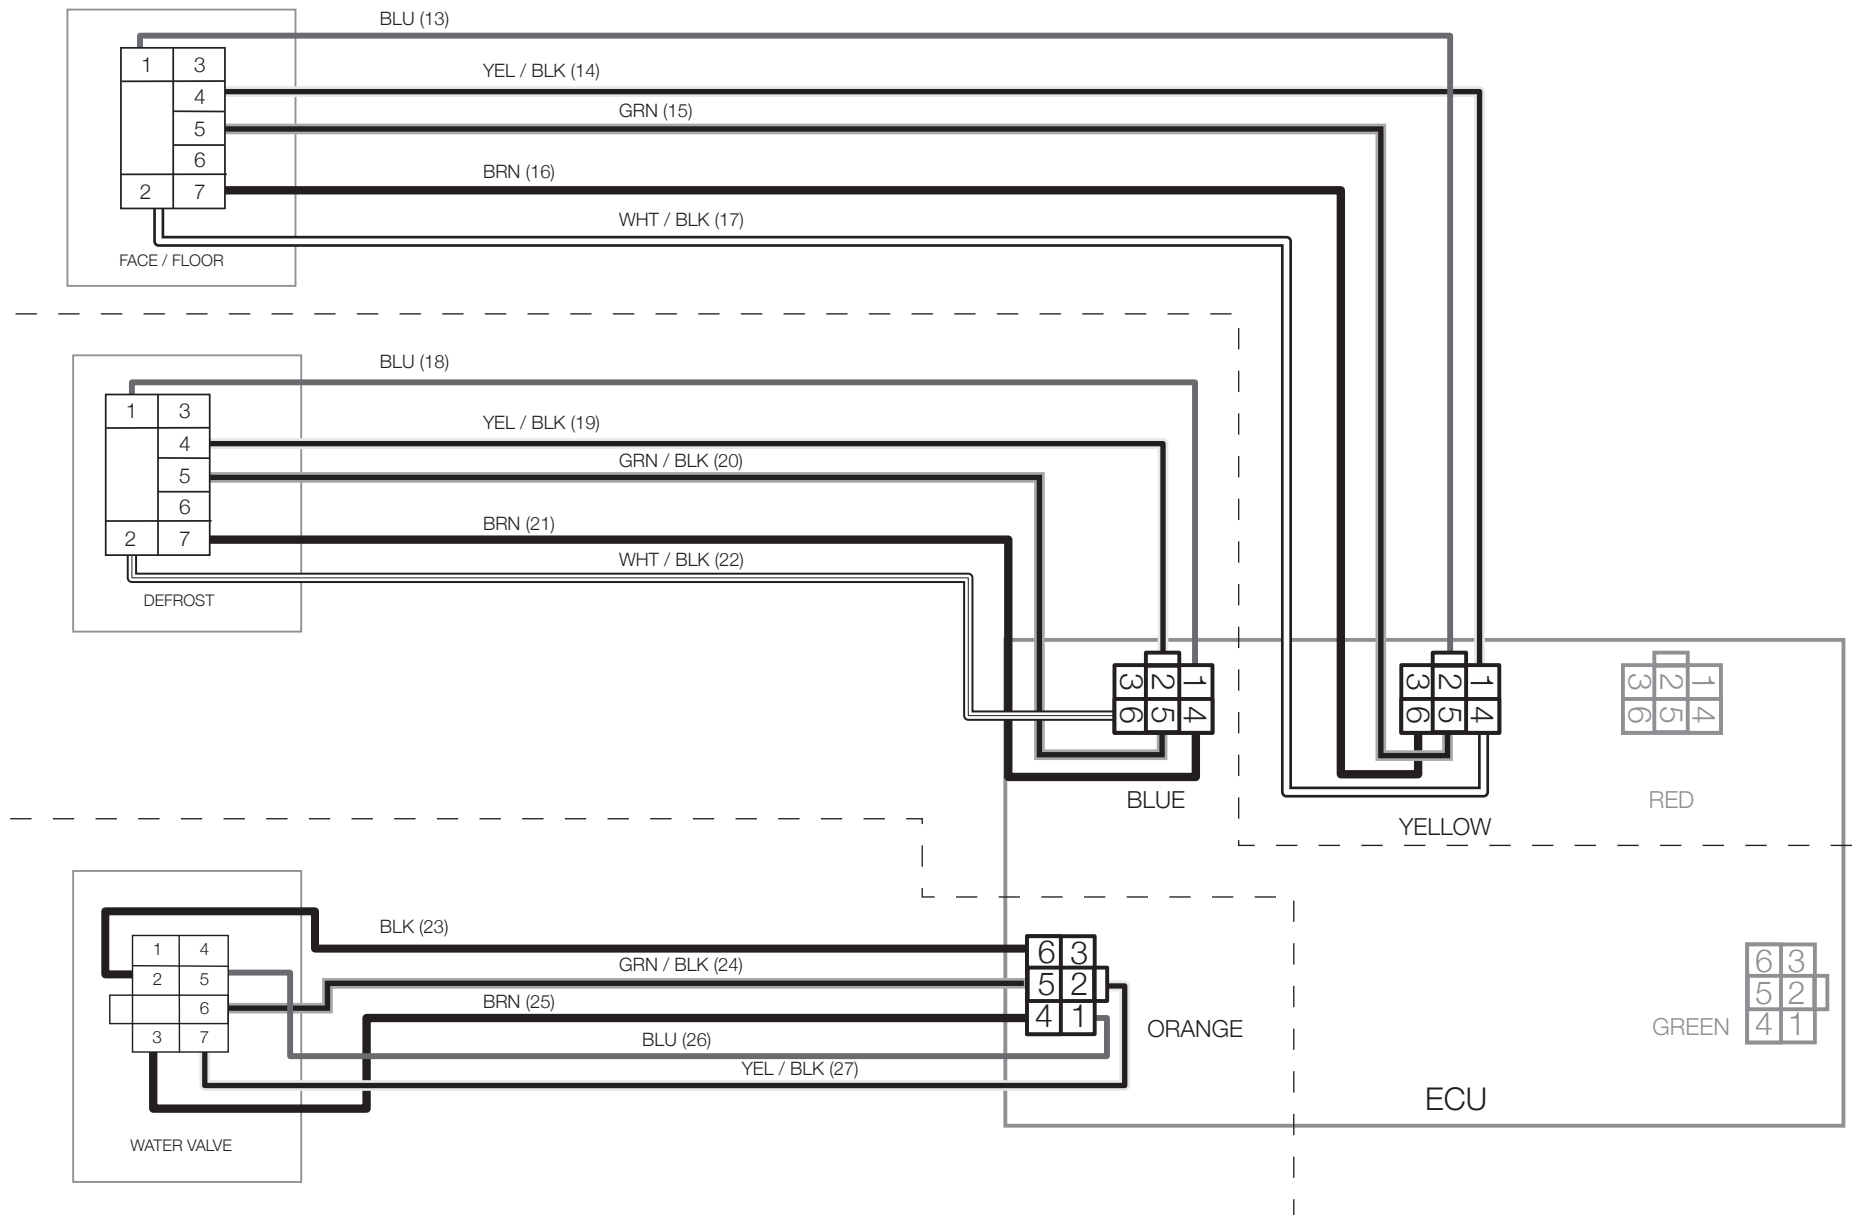 BLU (13)
1 3
YEL / BLK (14)
4
GRN (15)
5
6
BRN (16)
2 7
WHT / BLK (17)
FACE / FLOOR
BLU (18)
1 3
YEL / BLK (19)
4
GRN / BLK (20)
5
6
BRN (21)
2 7
WHT / BLK (22)
DEFROST
3 2 1
6 5 4
BLUE
3 2 1
6 5 4
YELLOW
3 2 1
6 5 4
RED
BLK (23)
1 4
2 5
6
3 7
GRN / BLK (24)
BRN (25)
BLU (26)
YEL / BLK (27)
WATER VALVE
6 3
5 2
4 1
ORANGE
6 3
5 2
4 1
GREEN
ECU